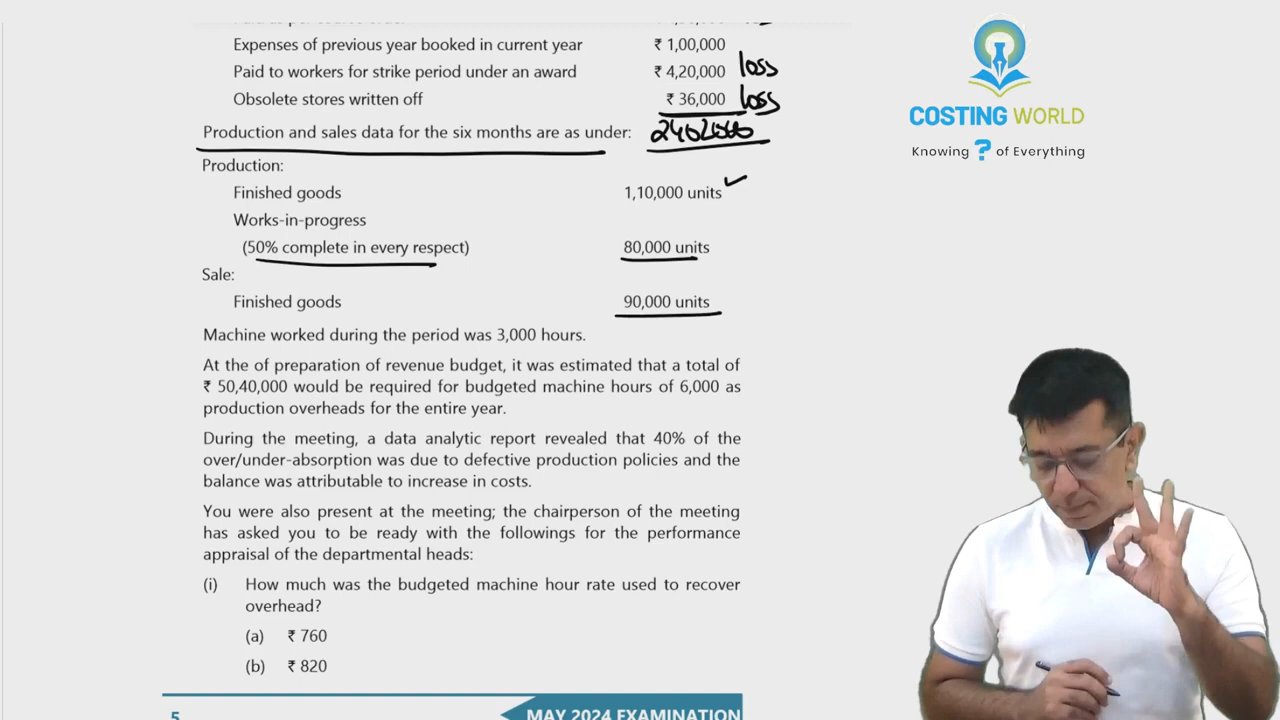 Expenses of previous year booked in current year ₹ 1,00,000
Paid to workers for strike period under an award ₹ 4,20,000 loss
Obsolete stores written off ₹ 36,000 loss
Production and sales data for the six months are as under:
Production:
Finished goods 1,10,000 units
Works-in-progress
(50% complete in every respect) 80,000 units
Sale:
Finished goods 90,000 units
Machine worked during the period was 3,000 hours.
At the of preparation of revenue budget, it was estimated that a total of
₹ 50,40,000 would be required for budgeted machine hours of 6,000 as
production overheads for the entire year.
During the meeting, a data analytic report revealed that 40% of the
over/under-absorption was due to defective production policies and the
balance was attributable to increase in costs.
You were also present at the meeting; the chairperson of the meeting
has asked you to be ready with the followings for the performance
appraisal of the departmental heads:
(i) How much was the budgeted machine hour rate used to recover
overhead?
(a) ₹ 760
(b) ₹ 820
5 MAY 2024 EXAMINATION
COSTING WORLD
Knowing ? of Everything